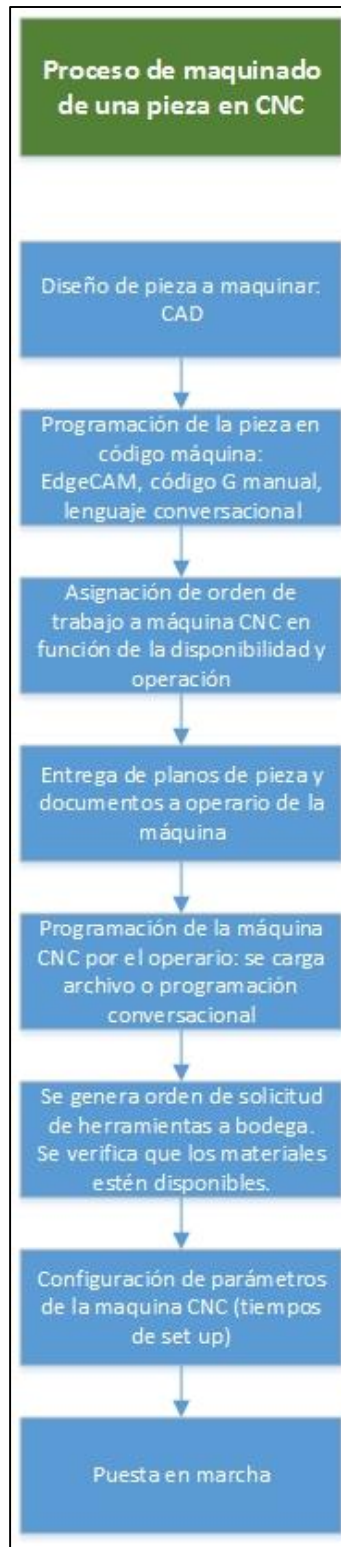 Proceso de maquinado
de una pieza en CNC
Diseño de pieza a maquinar:
CAD
Programación de la pieza en
código máquina:
EdgeCAM, código G manual,
lenguaje conversacional
Asignación de orden de
trabajo a máquina CNC en
función de la disponibilidad y
operación
Entrega de planos de pieza y
documentos a operario de la
máquina
Programación de la máquina
CNC por el operario: se carga
archivo o programación
conversacional
Se genera orden de solicitud
de herramientas a bodega.
Se verifica que los materiales
estén disponibles.
Configuración de parámetros
de la maquina CNC (tiempos
de set up)
Puesta en marcha